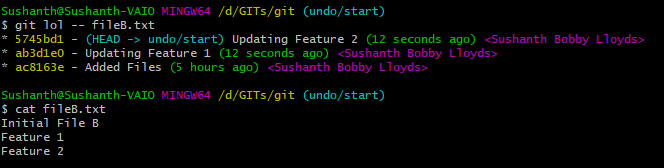 Sushanth@Sushanth-VAIO MINGW64 /d/GITs/git (undo/start)
$ git lol -- fileB.txt
* 5745bd1 - (HEAD -> undo/start) Updating Feature 2 (12 seconds ago) <Sushanth Bobby Lloyds>
* ab3d1e0 - Updating Feature 1 (12 seconds ago) <Sushanth Bobby Lloyds>
* ac8163e - Added Files (5 hours ago) <Sushanth Bobby Lloyds>
Sushanth@Sushanth-VAIO MINGW64 /d/GITs/git (undo/start)
$ cat fileB.txt
Initial File B
Feature 1
Feature 2